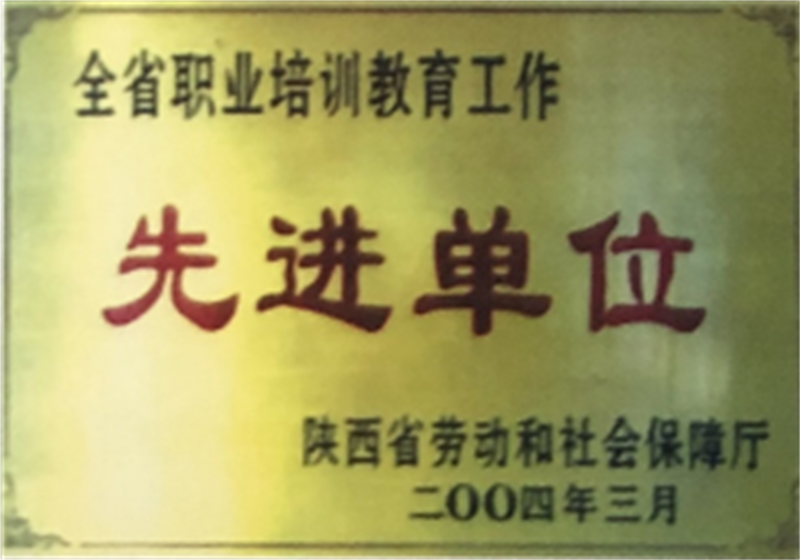 全省职业培训教育工作
先进单位
陕西省劳动和社会保障厅
二OO四年三月